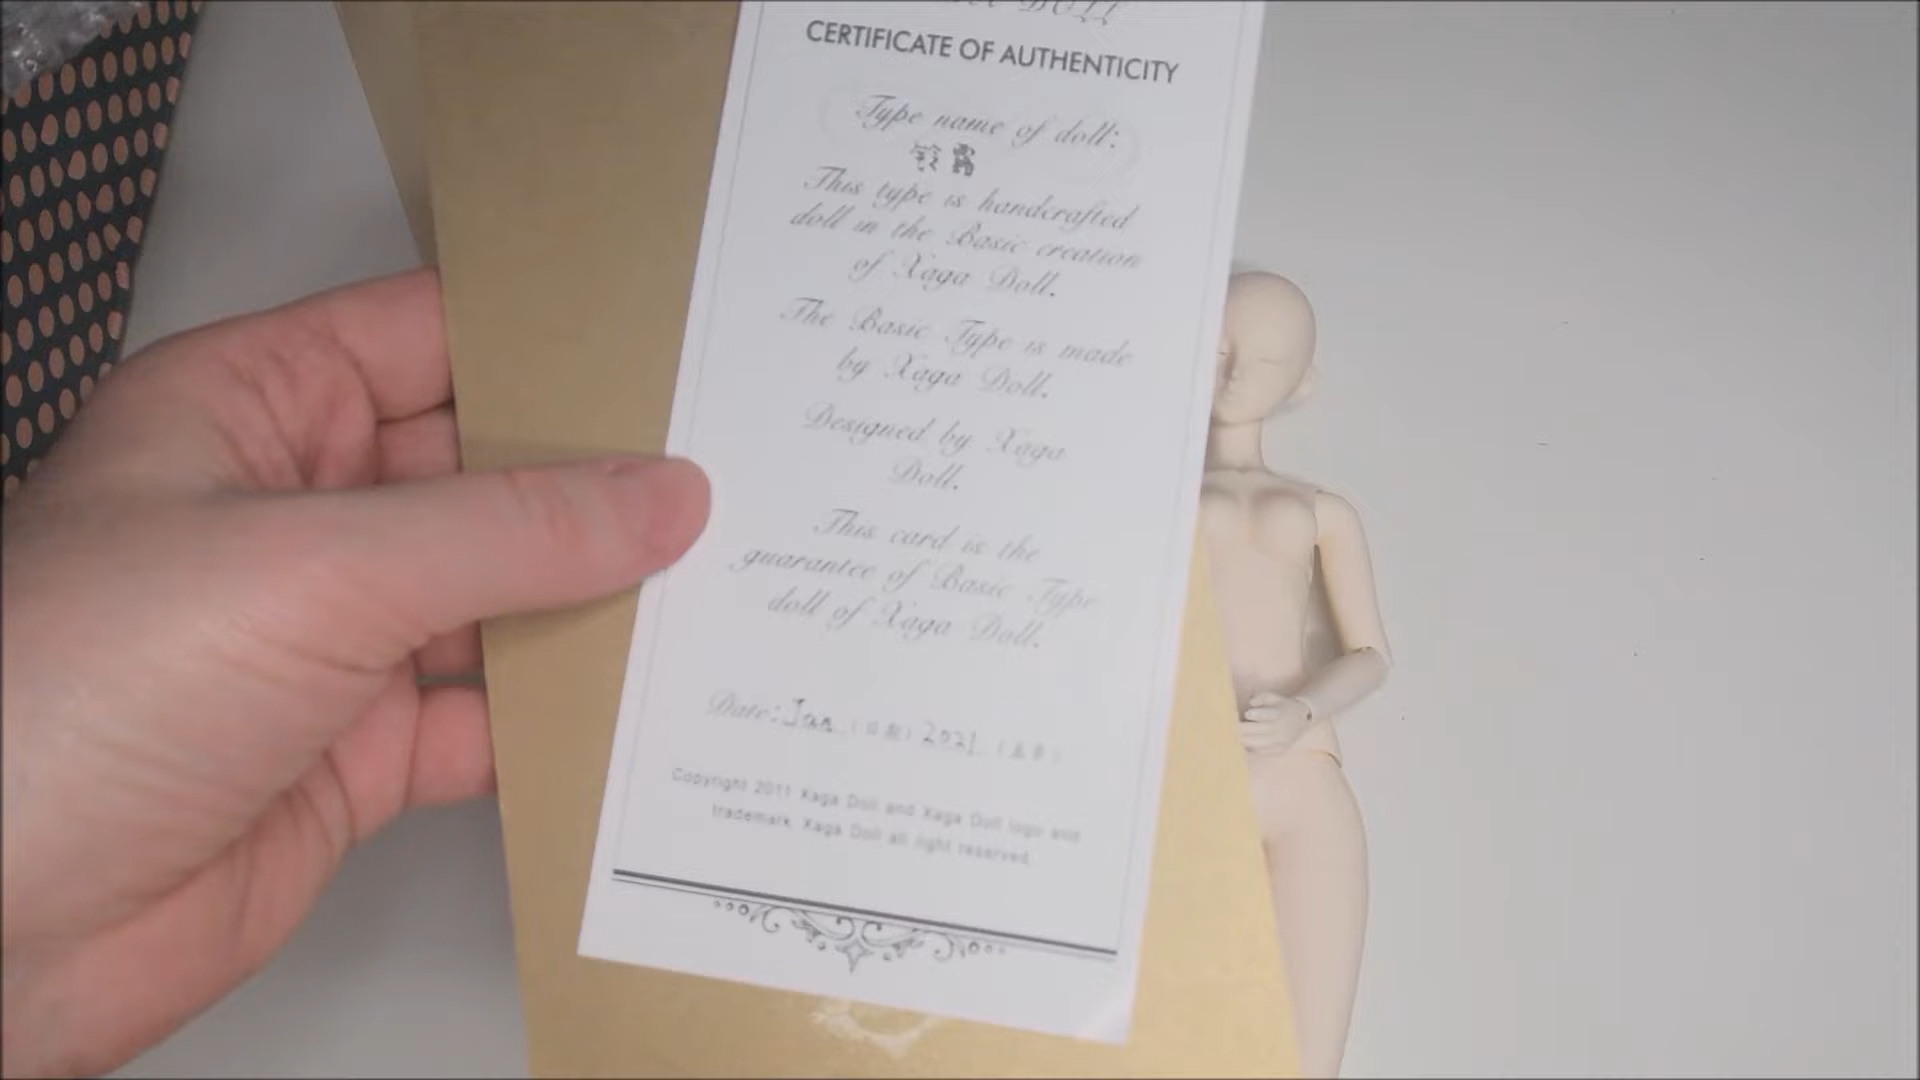 DOLL
CERTIFICATE OF AUTHENTICITY
Type name of doll:
This type is handcrafted
doll in the Basic creation
of Xaga Doll.
The Basic Type is made
by Xaga Doll.
Designed by Xaga
Doll.
This card is the
guarantee of Basic Type
doll of Xaga Doll.
Date: Jan 2021
Copyright 2011 Xaga Doll and Xaga Doll logo and
trademark. Xaga Doll all right reserved.